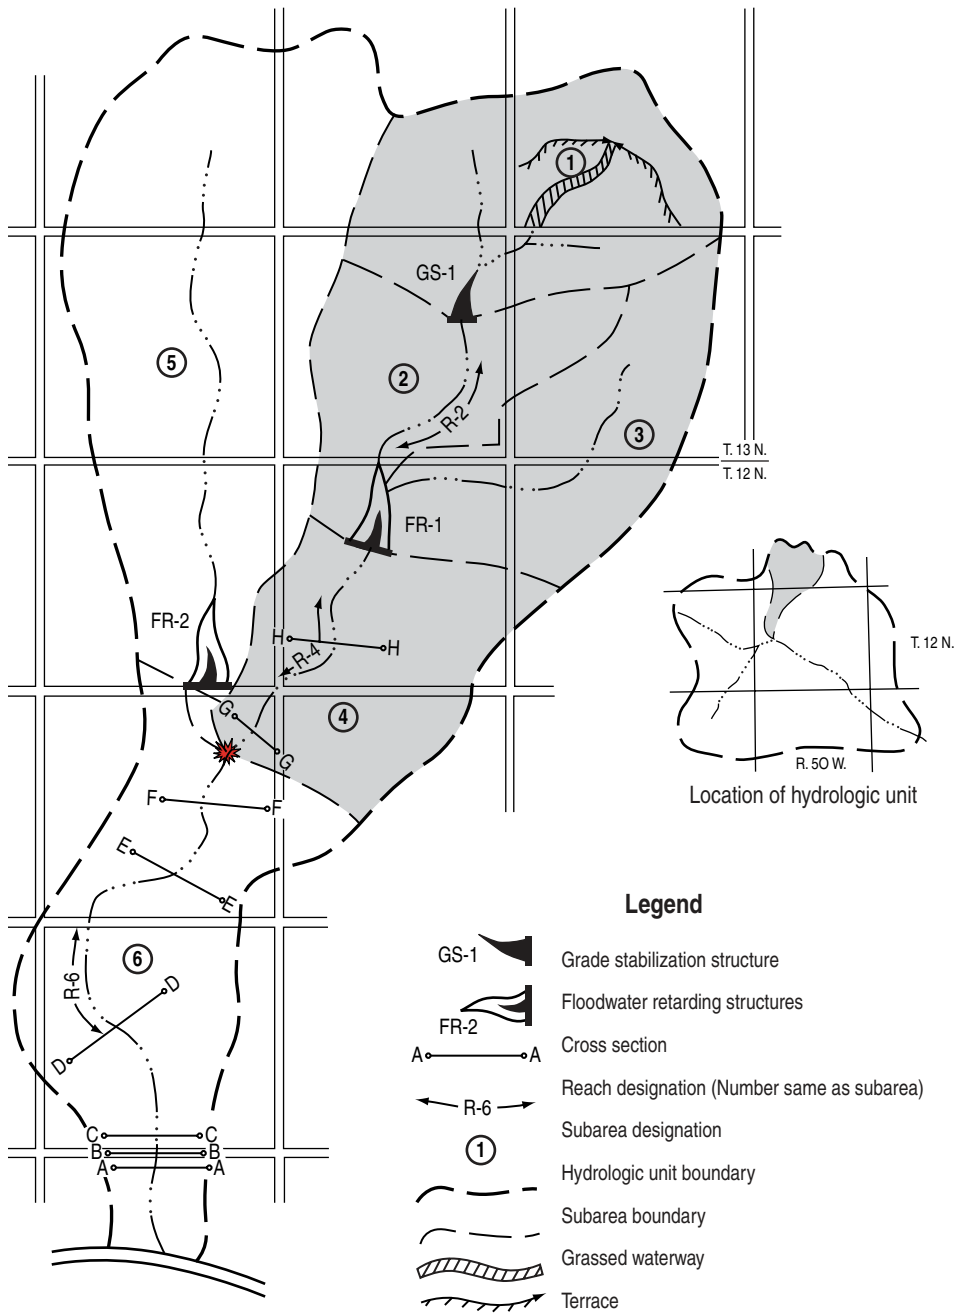 1
GS-1
5
2
R-2
3
T. 13 N.
T. 12 N.
FR-1
FR-2
H
H
R-4
T. 12 N.
G
4
G
R. 50 W.
Location of hydrologic unit
F
F
E
E
6
R-6
D
D
C
C
B
B
A
A
Legend
GS-1
Grade stabilization structure
Floodwater retarding structures
FR-2
A
A
Cross section
R-6
Reach designation (Number same as subarea)
1
Subarea designation
Hydrologic unit boundary
Subarea boundary
Grassed waterway
Terrace